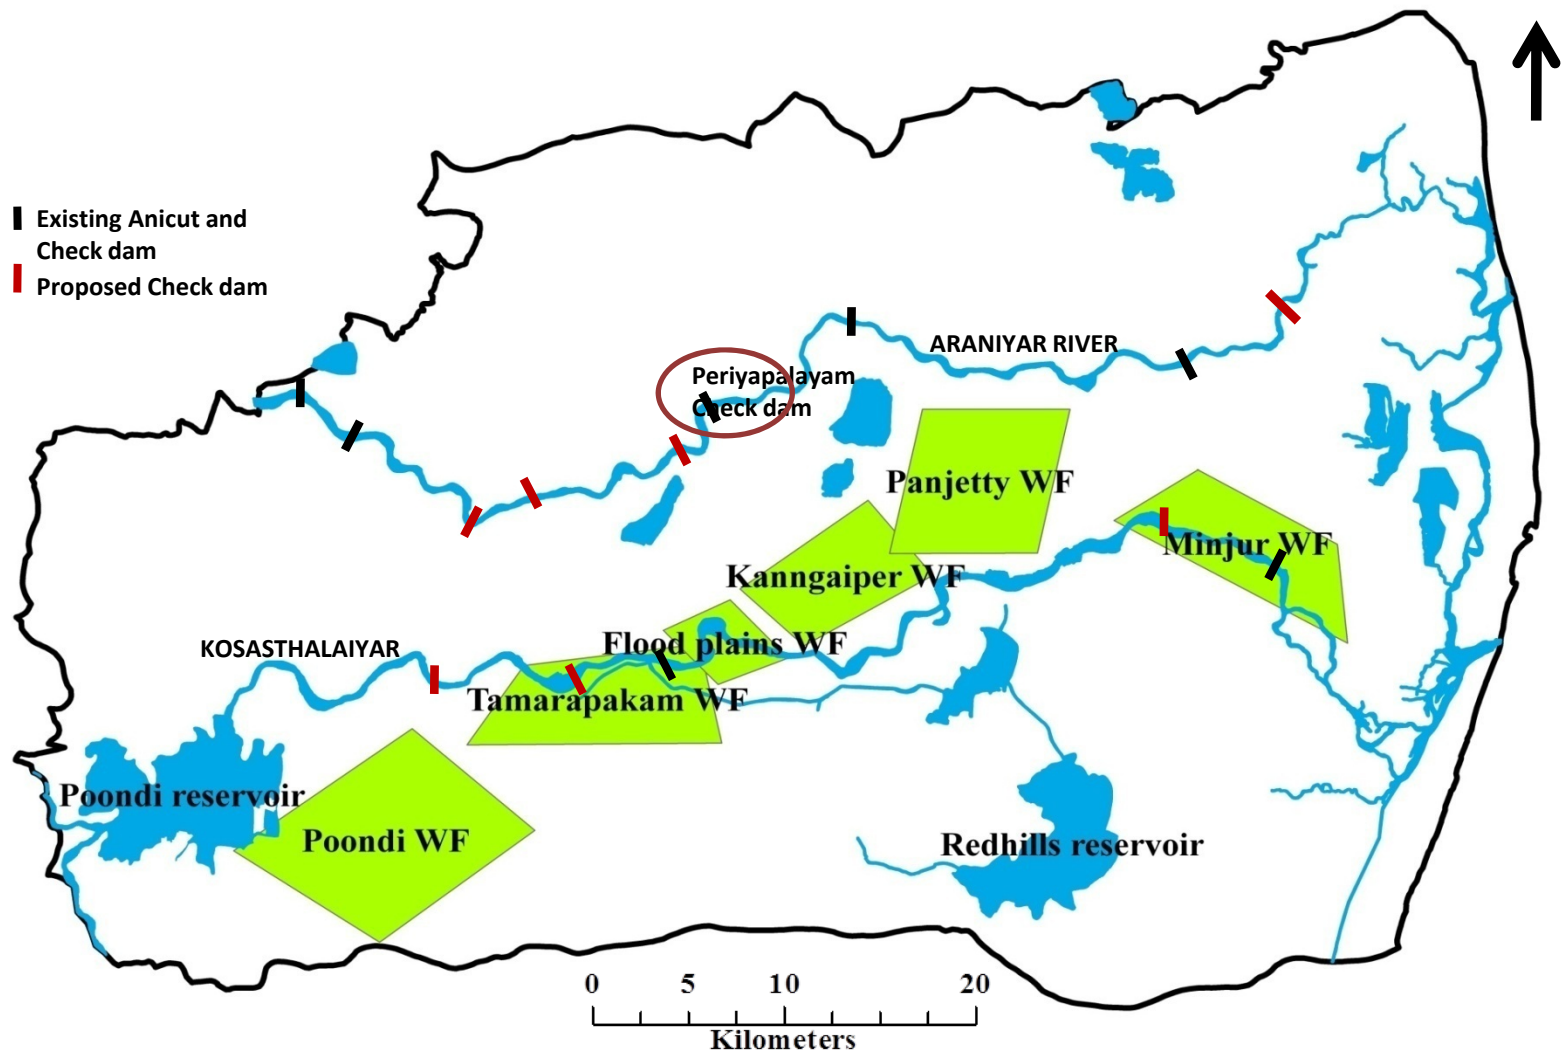 Existing Anicut and
Check dam
Proposed Check dam
ARANIYAR RIVER
Periyapalayam
Check dam
Panjetty WF
Minjur WF
Kanngaiper WF
Flood plains WF
KOSASTHALAIYAR
Tamarapakam WF
Poondi reservoir
Poondi WF
Redhills reservoir
0 5 10 20
Kilometers